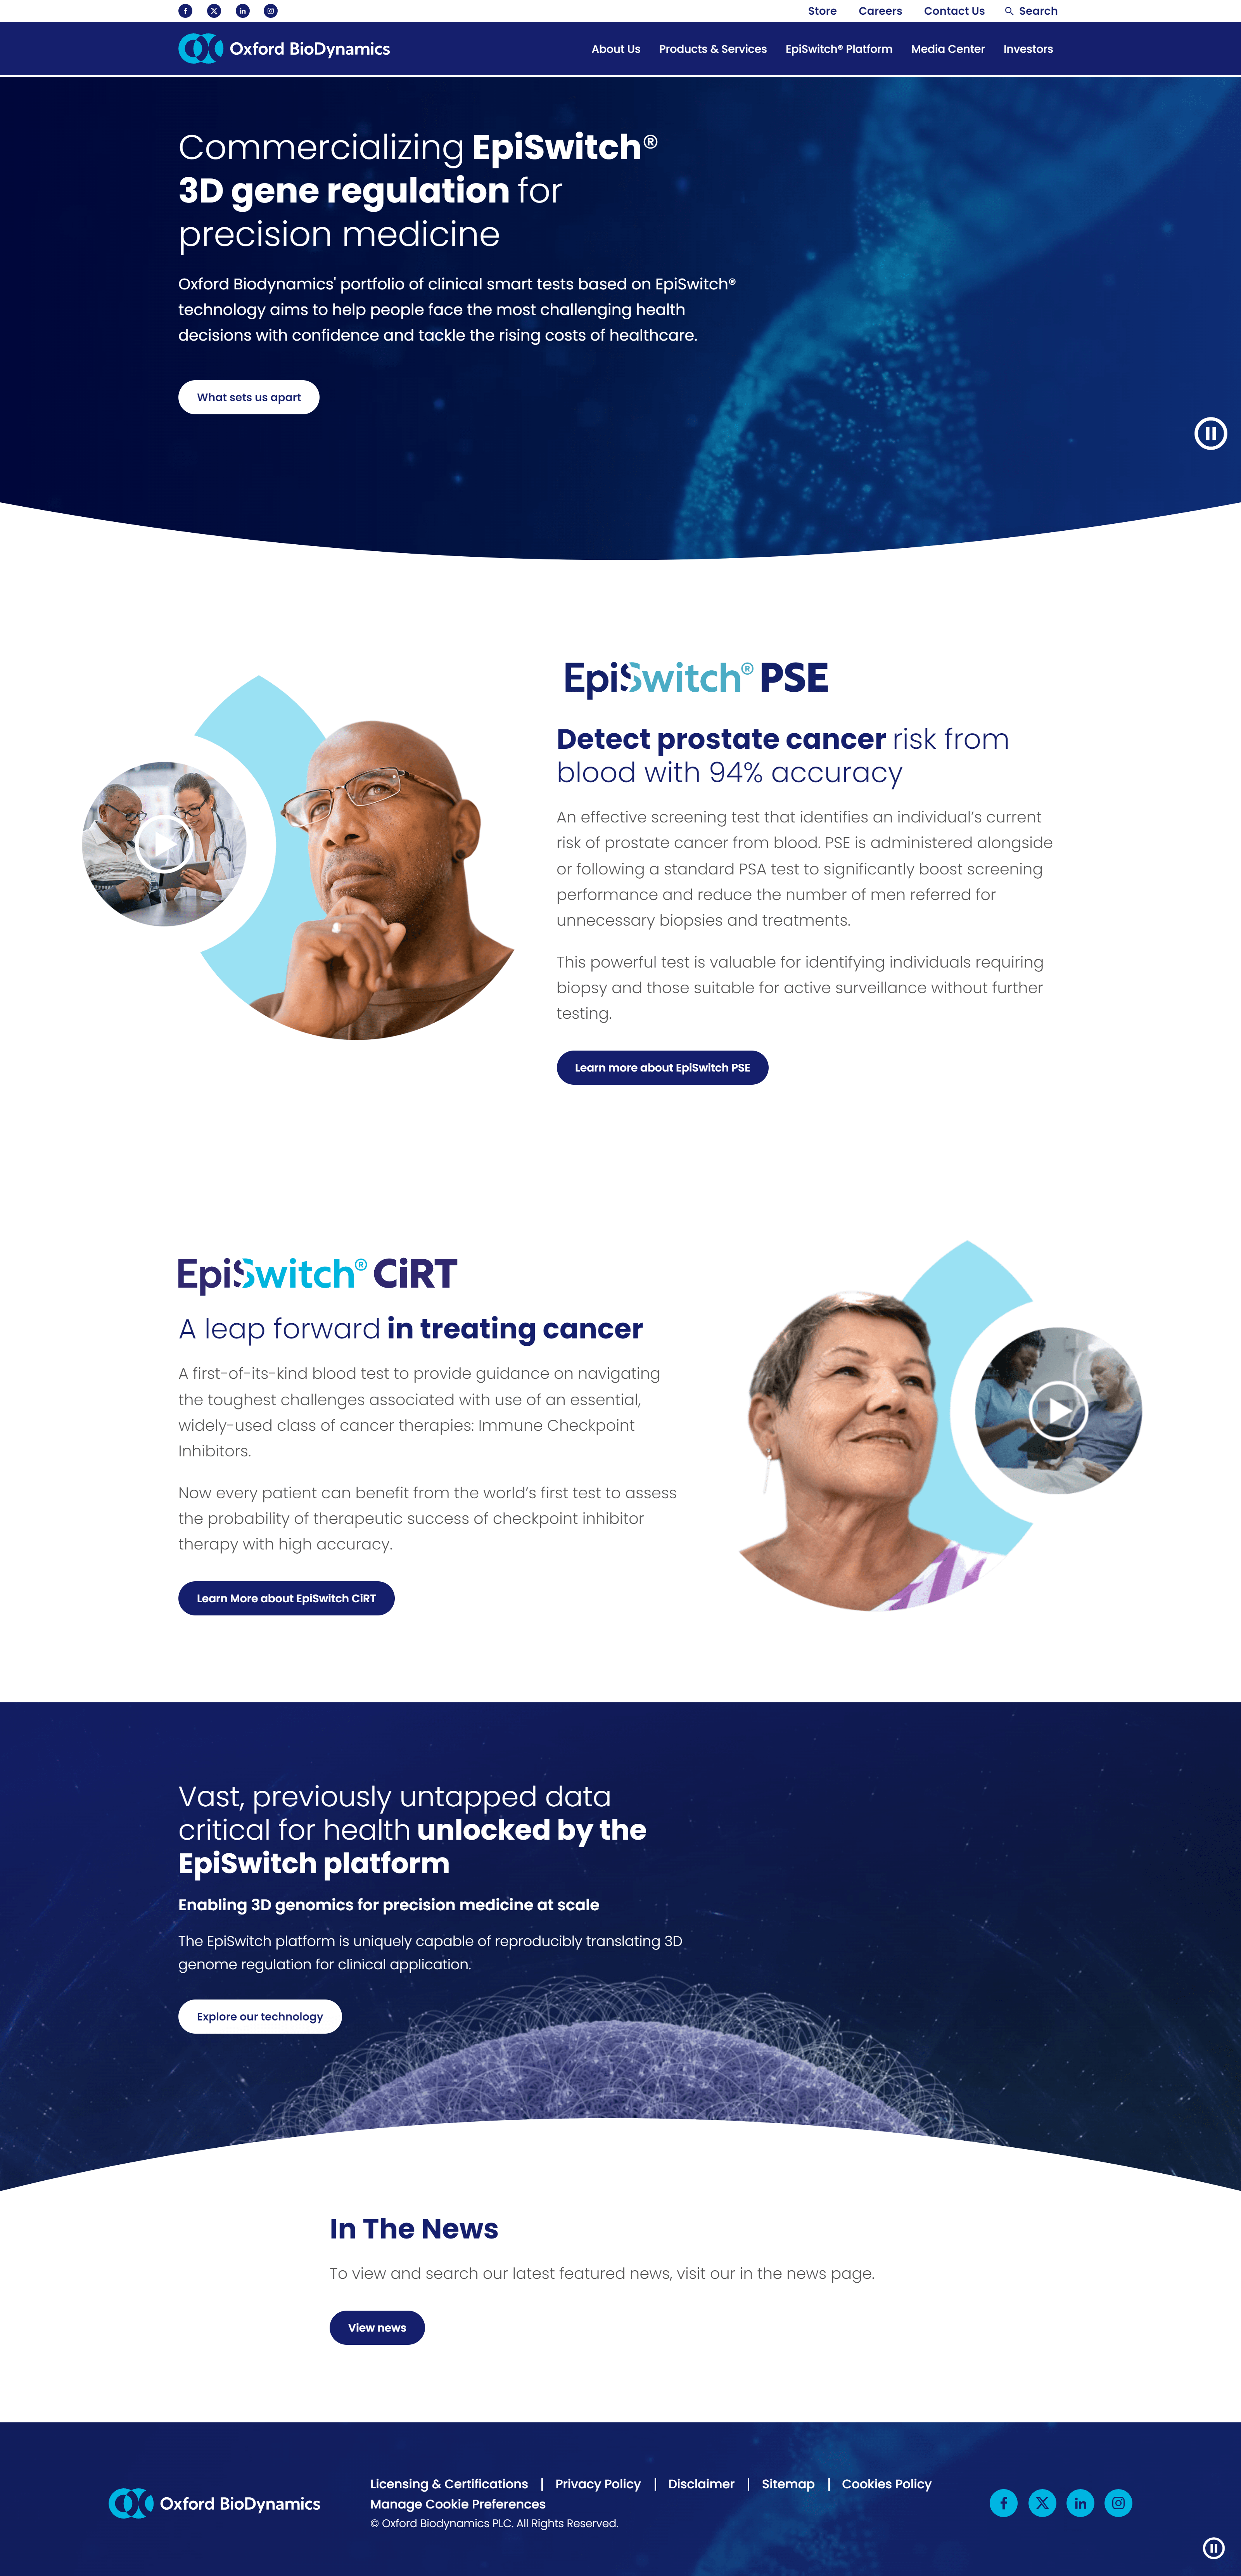 Store Careers Contact Us Search
Oxford BioDynamics
About Us Products & Services EpiSwitch® Platform Media Center Investors
Commercializing EpiSwitch®
3D gene regulation for
precision medicine
Oxford Biodynamics' portfolio of clinical smart tests based on EpiSwitch®
technology aims to help people face the most challenging health
decisions with confidence and tackle the rising costs of healthcare.
What sets us apart
EpiSwitch® PSE
Detect prostate cancer risk from
blood with 94% accuracy
An effective screening test that identifies an individual’s current
risk of prostate cancer from blood. PSE is administered alongside
or following a standard PSA test to significantly boost screening
performance and reduce the number of men referred for
unnecessary biopsies and treatments.
This powerful test is valuable for identifying individuals requiring
biopsy and those suitable for active surveillance without further
testing.
Learn more about EpiSwitch PSE
EpiSwitch® CiRT
A leap forward in treating cancer
A first-of-its-kind blood test to provide guidance on navigating
the toughest challenges associated with use of an essential,
widely-used class of cancer therapies: Immune Checkpoint
Inhibitors.
Now every patient can benefit from the world’s first test to assess
the probability of therapeutic success of checkpoint inhibitor
therapy with high accuracy.
Learn More about EpiSwitch CiRT
Vast, previously untapped data
critical for health unlocked by the
EpiSwitch platform
Enabling 3D genomics for precision medicine at scale
The EpiSwitch platform is uniquely capable of reproducibly translating 3D
genome regulation for clinical application.
Explore our technology
In The News
To view and search our latest featured news, visit our in the news page.
View news
Oxford BioDynamics
Licensing & Certifications | Privacy Policy | Disclaimer | Sitemap | Cookies Policy
Manage Cookie Preferences
© Oxford Biodynamics PLC. All Rights Reserved.